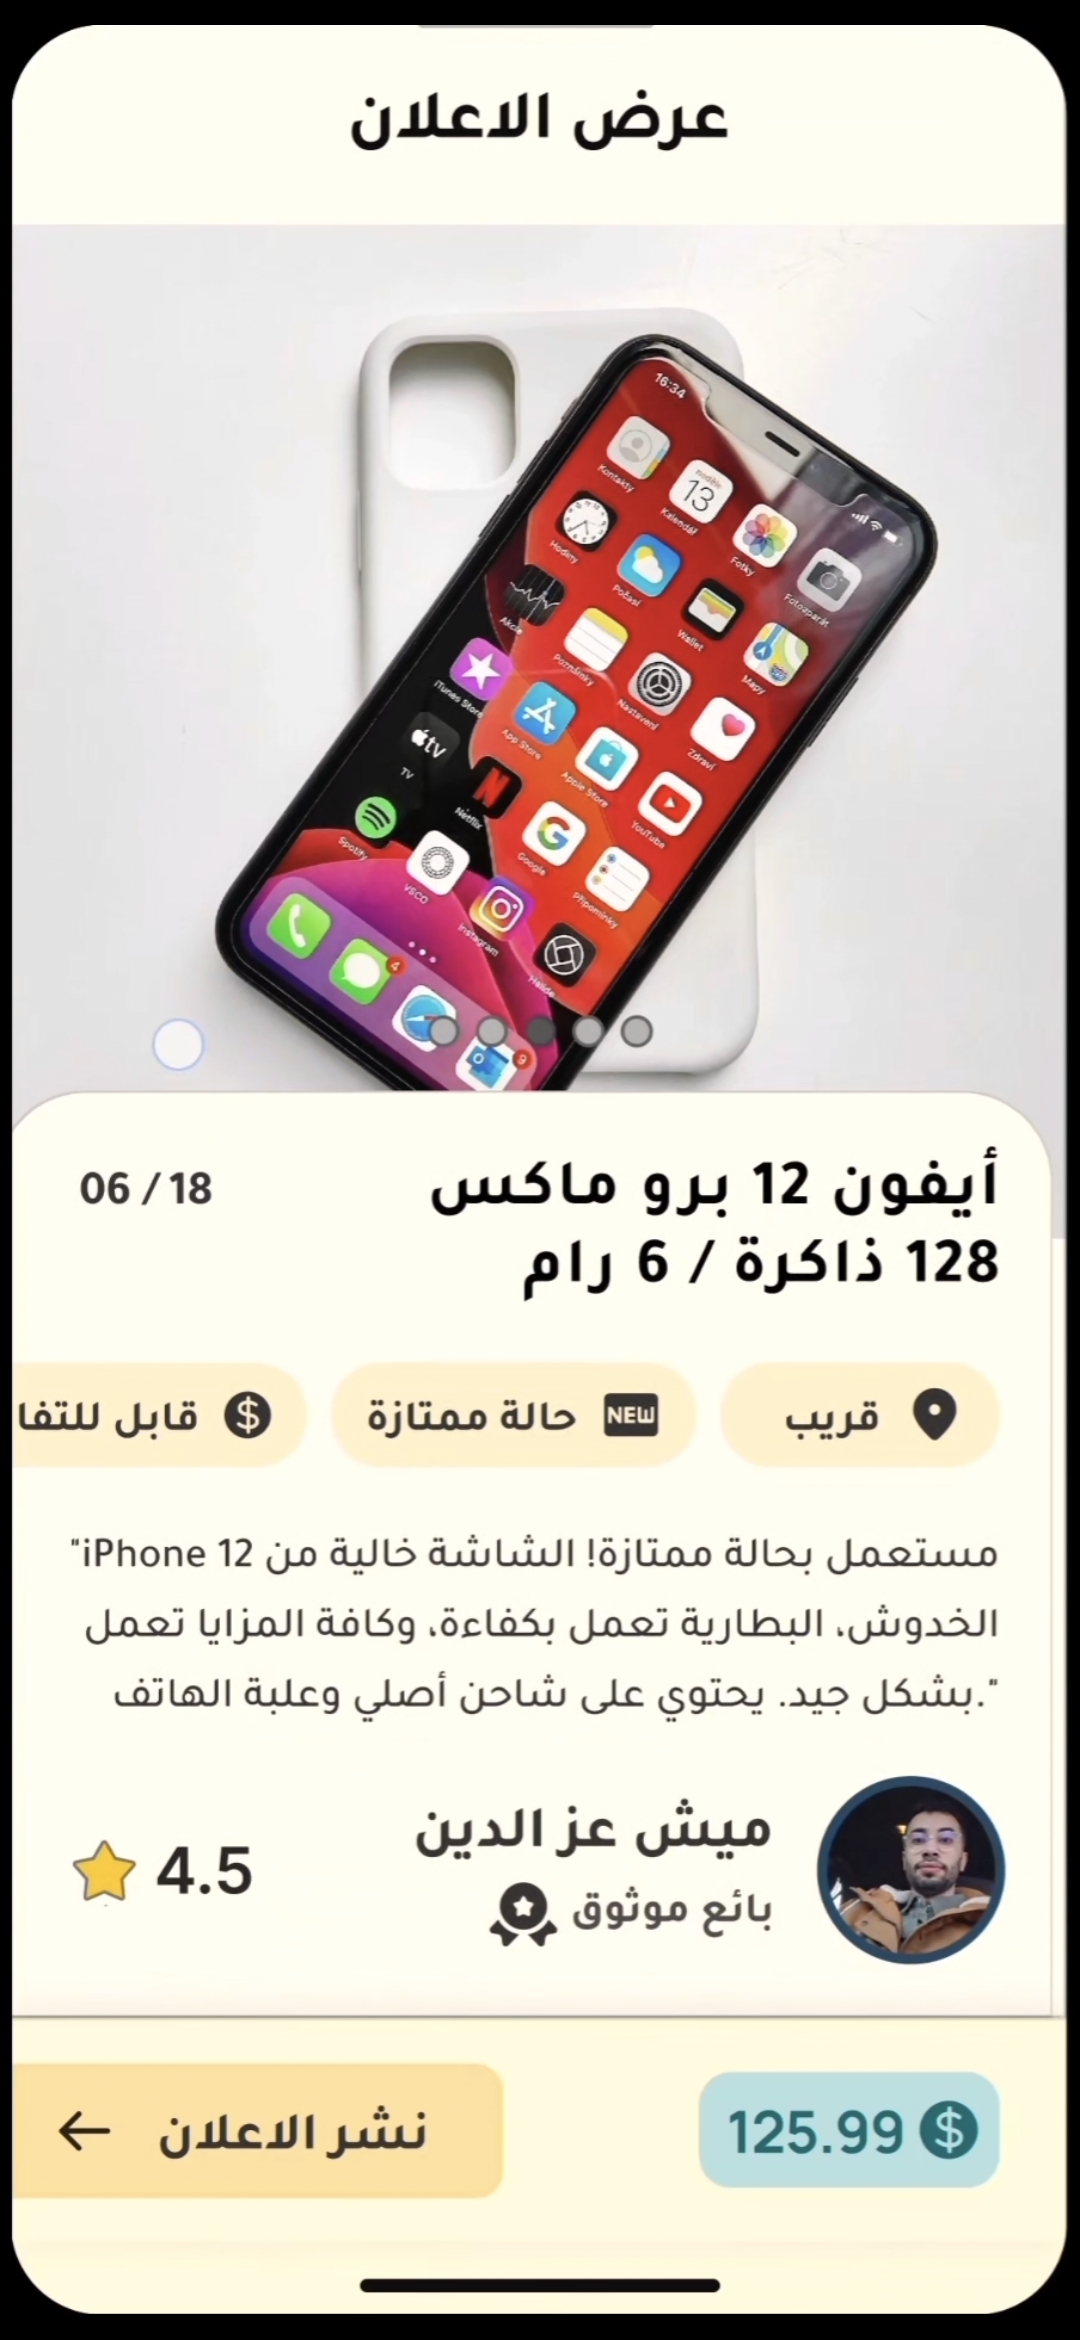 عرض الاعلان
16:34
Kontakty
13
Kalendář
Fotky
Fotoaparát
Hodiny
Počasí
Wallet
Mapy
Akcie
Poznámky
Nastavení
Zdraví
iTunes Store
App Store
Apple Store
YouTube
tv
TV
Netflix
Google
Připomínky
Spotify
VSCO
Instagram
Halide
4
9
أيفون 12 برو ماكس
06 / 18
128 ذاكرة / 6 رام
قريب
NEW حالة ممتازة
$ قابل للتفا
مستعمل بحالة ممتازة! الشاشة خالية من iPhone 12"
الخدوش، البطارية تعمل بكفاءة، وكافة المزايا تعمل
".بشكل جيد. يحتوي على شاحن أصلي وعلبة الهاتف
ميش عز الدين
4.5
بائع موثوق
$ 125.99
نشر الاعلان ←